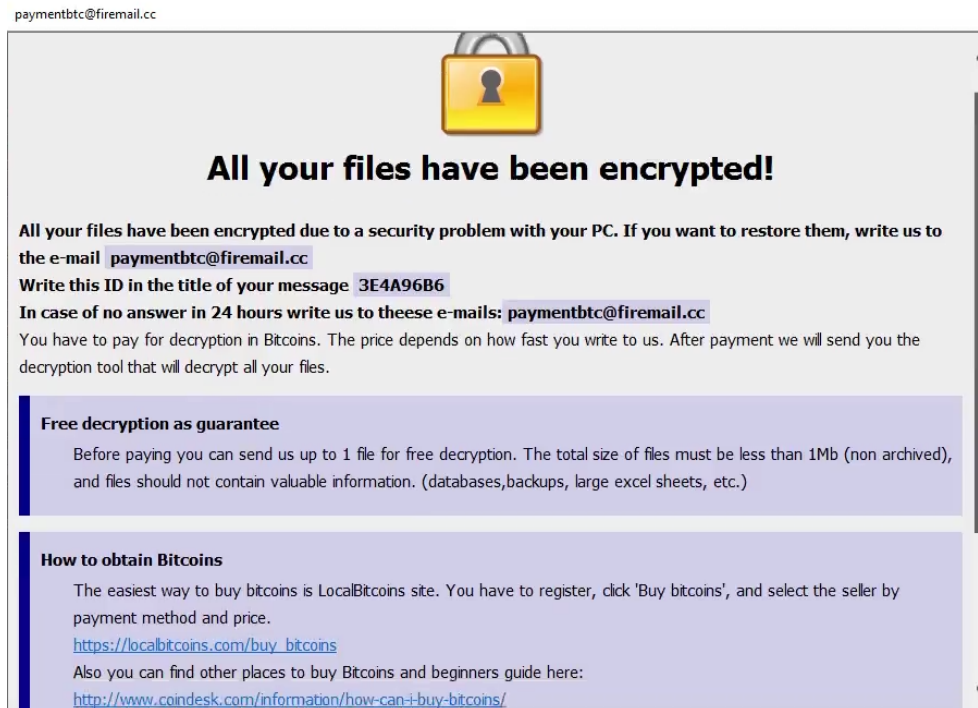 paymentbtc@firemail.cc
All your files have been encrypted!
All your files have been encrypted due to a security problem with your PC. If you want to restore them, write us to
the e-mail paymentbtc@firemail.cc
Write this ID in the title of your message 3E4A96B6
In case of no answer in 24 hours write us to theese e-mails: paymentbtc@firemail.cc
You have to pay for decryption in Bitcoins. The price depends on how fast you write to us. After payment we will send you the
decryption tool that will decrypt all your files.
Free decryption as guarantee
Before paying you can send us up to 1 file for free decryption. The total size of files must be less than 1Mb (non archived),
and files should not contain valuable information. (databases,backups, large excel sheets, etc.)
How to obtain Bitcoins
The easiest way to buy bitcoins is LocalBitcoins site. You have to register, click 'Buy bitcoins', and select the seller by
payment method and price.
https://localbitcoins.com/buy_bitcoins
Also you can find other places to buy Bitcoins and beginners guide here:
http://www.coindesk.com/information/how-can-i-buy-bitcoins/